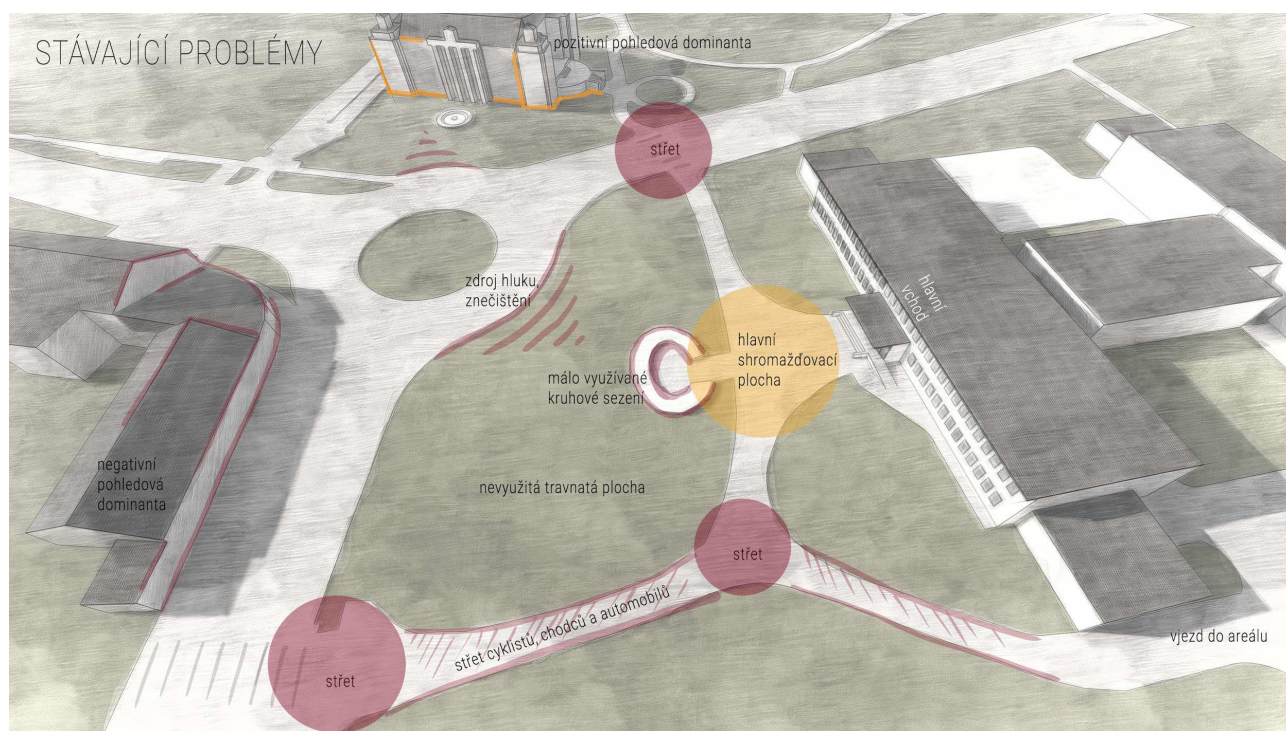 STÁVAJÍCÍ PROBLÉMY
pozitivní pohledová dominanta
střet
zdroj hluku,
znečištění
hlavní
vchod
hlavní
shromažďovací
plocha
málo využívané
kruhové sezení
negativní
pohledová
dominanta
nevyužitá travnatá plocha
střet
střet cyklistů, chodců a automobilů
vjezd do areálu
střet